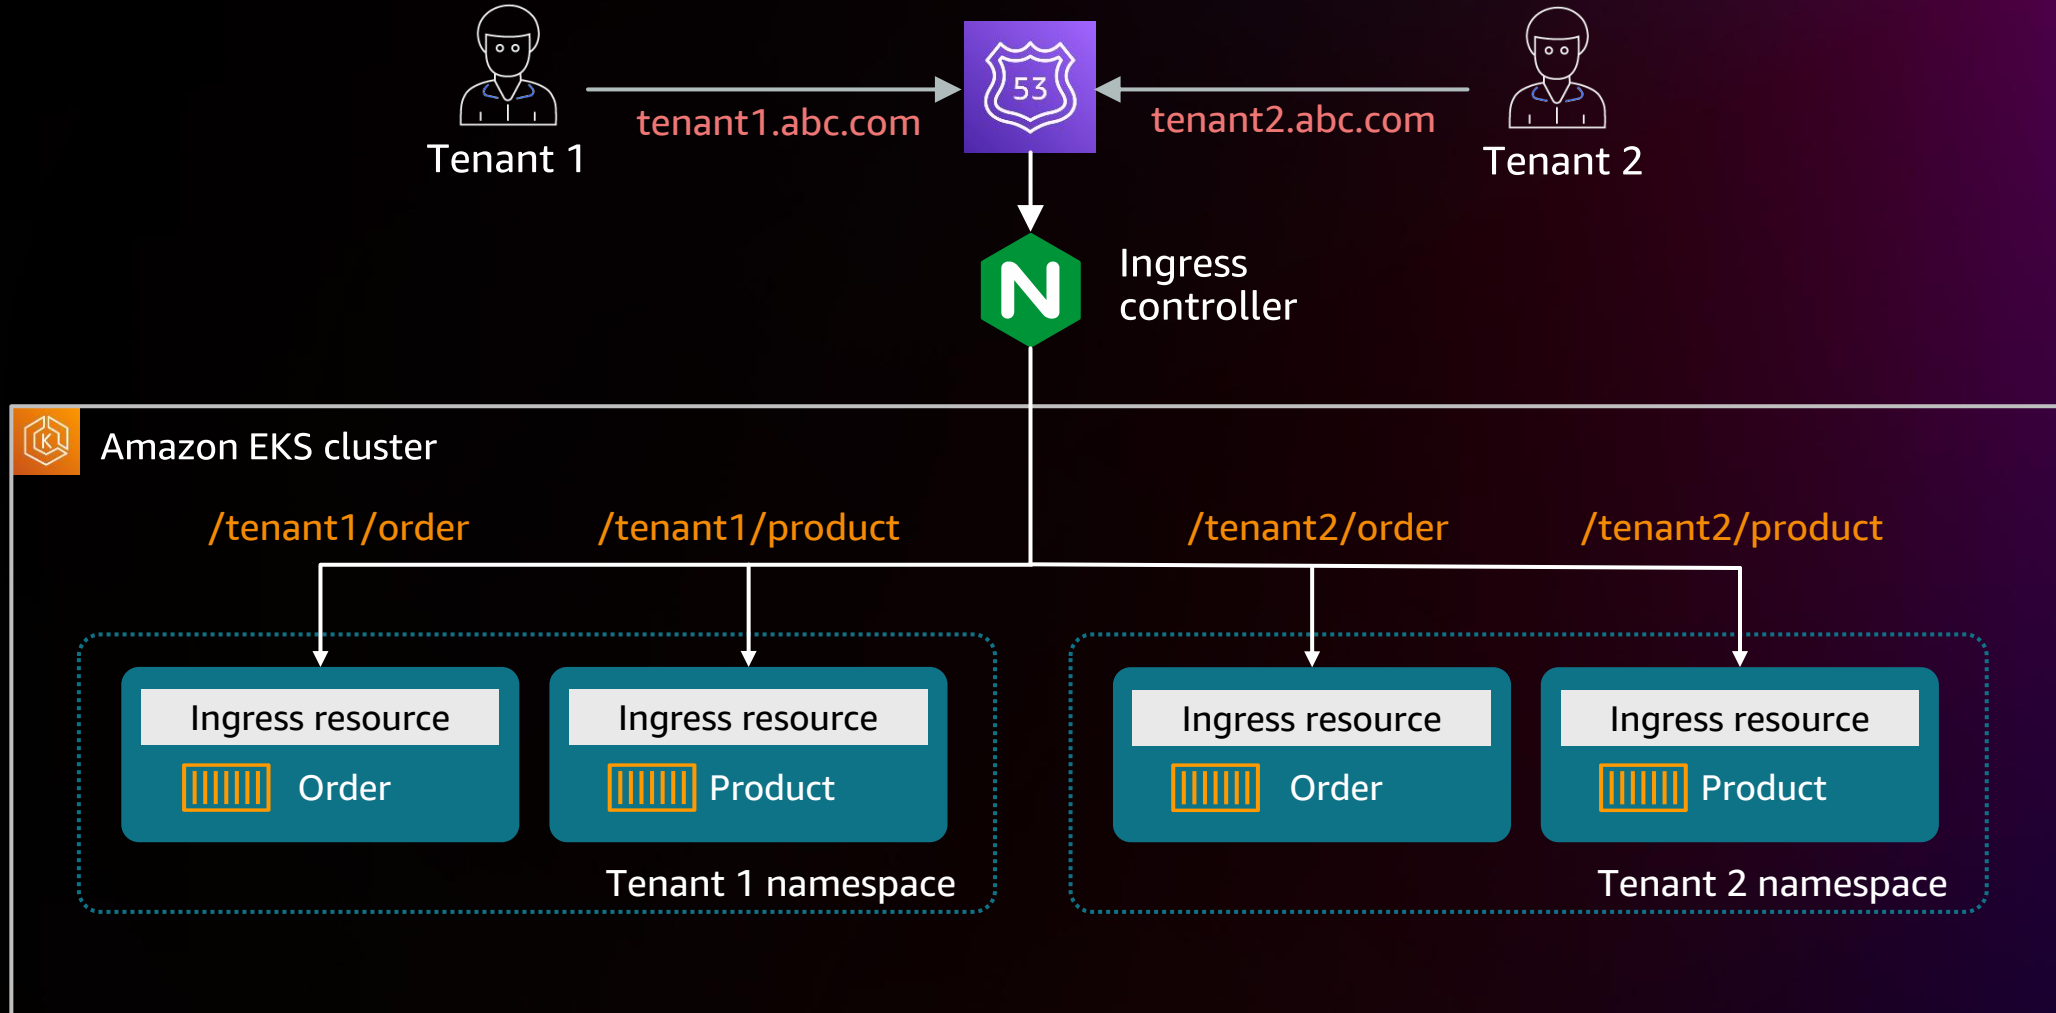 53
tenant1.abc.com
tenant2.abc.com
Tenant 1
Tenant 2
N
Ingress
controller
K
Amazon EKS cluster
/tenant1/order
/tenant1/product
/tenant2/order
/tenant2/product
Ingress resource
Ingress resource
Ingress resource
Ingress resource
Order
Product
Order
Product
Tenant 1 namespace
Tenant 2 namespace